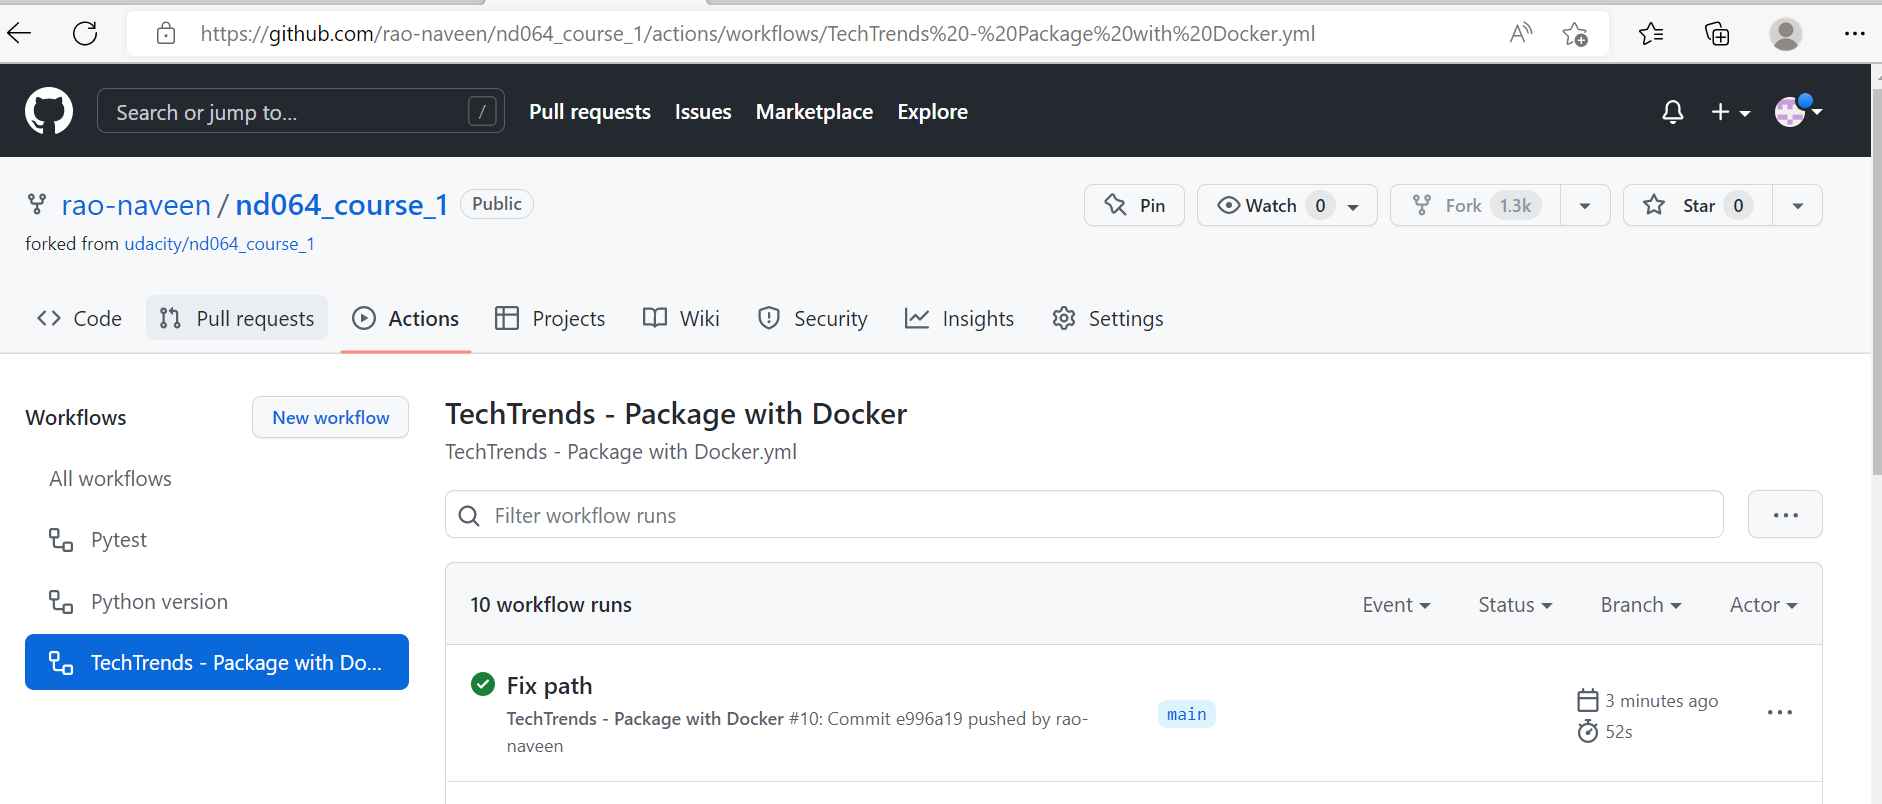 https://github.com/rao-naveen/nd064_course_1/actions/workflows/TechTrends%20-%20Package%20with%20Docker.yml
Search or jump to... /
Pull requests Issues Marketplace Explore
rao-naveen / nd064_course_1 Public
Pin
Watch 0
Fork 1.3k
Star 0
forked from udacity/nd064_course_1
Code Pull requests Actions Projects Wiki Security Insights Settings
Workflows
New workflow
All workflows
Pytest
Python version
TechTrends - Package with Do...
TechTrends - Package with Docker
TechTrends - Package with Docker.yml
Filter workflow runs
10 workflow runs
Event Status Branch Actor
Fix path
TechTrends - Package with Docker #10: Commit e996a19 pushed by rao-
naveen
main
3 minutes ago
52s